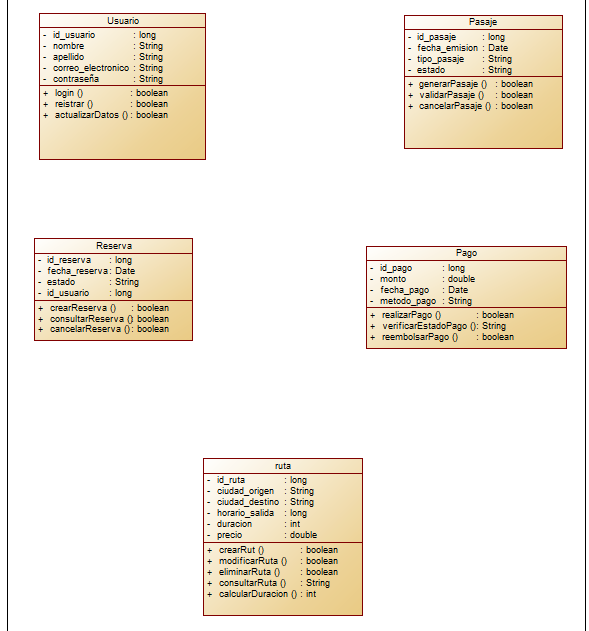 Usuario
- id_usuario : long
- nombre : String
- apellido : String
- correo_electronico : String
- contraseña : String
+ login () : boolean
+ reistrar () : boolean
+ actualizarDatos () : boolean
Pasaje
- id_pasaje : long
- fecha_emision : Date
- tipo_pasaje : String
- estado : String
+ generarPasaje () : boolean
+ validarPasaje () : boolean
+ cancelarPasaje () : boolean
Reserva
- id_reserva : long
- fecha_reserva : Date
- estado : String
- id_usuario : long
+ crearReserva () : boolean
+ consultarReserva () : boolean
+ cancelarReserva () : boolean
Pago
- id_pago : long
- monto : double
- fecha_pago : Date
- metodo_pago : String
+ realizarPago () : boolean
+ verificarEstadoPago () : String
+ reembolsarPago () : boolean
ruta
- id_ruta : long
- ciudad_origen : String
- ciudad_destino : String
- horario_salida : long
- duracion : int
- precio : double
+ crearRut () : boolean
+ modificarRuta () : boolean
+ eliminarRuta () : boolean
+ consultarRuta () : String
+ calcularDuracion () : int